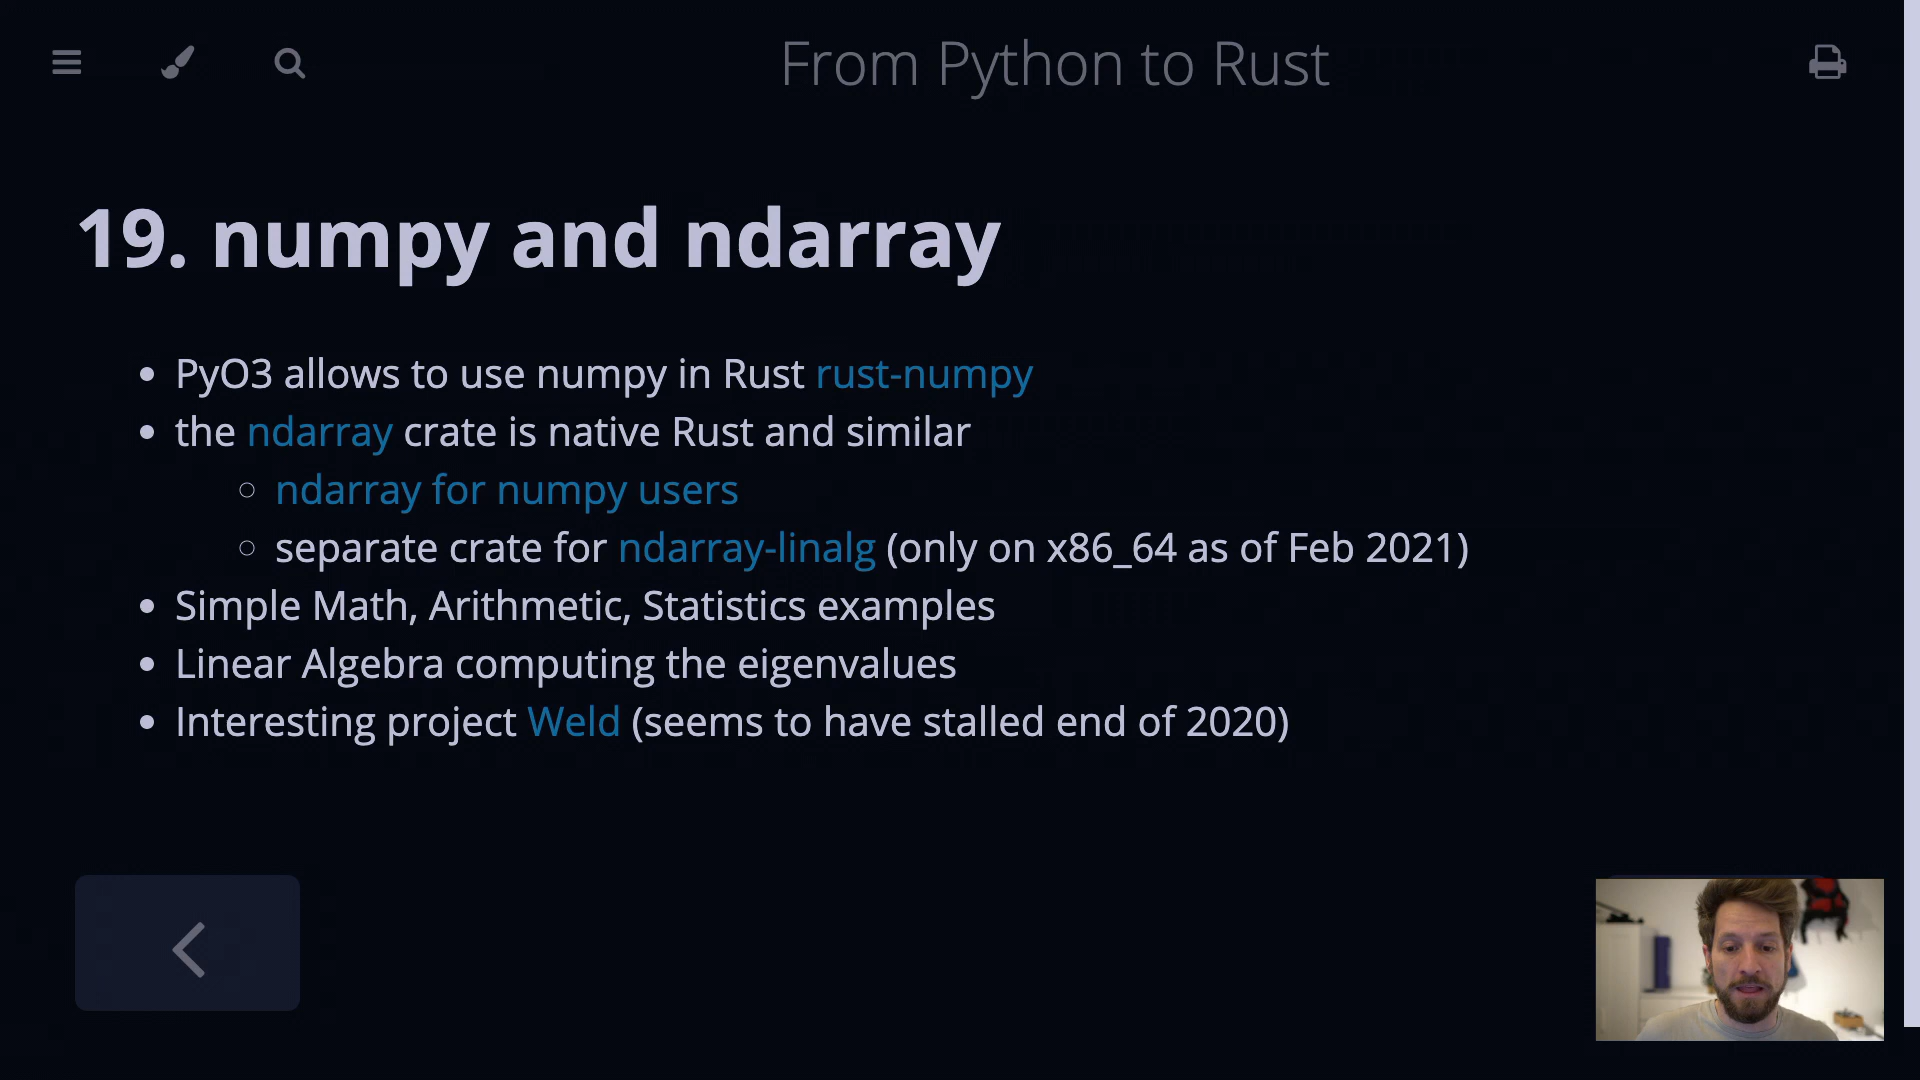 From Python to Rust
19. numpy and ndarray
PyO3 allows to use numpy in Rust rust-numpy
the ndarray crate is native Rust and similar
ndarray for numpy users
separate crate for ndarray-linalg (only on x86_64 as of Feb 2021)
Simple Math, Arithmetic, Statistics examples
Linear Algebra computing the eigenvalues
Interesting project Weld (seems to have stalled end of 2020)